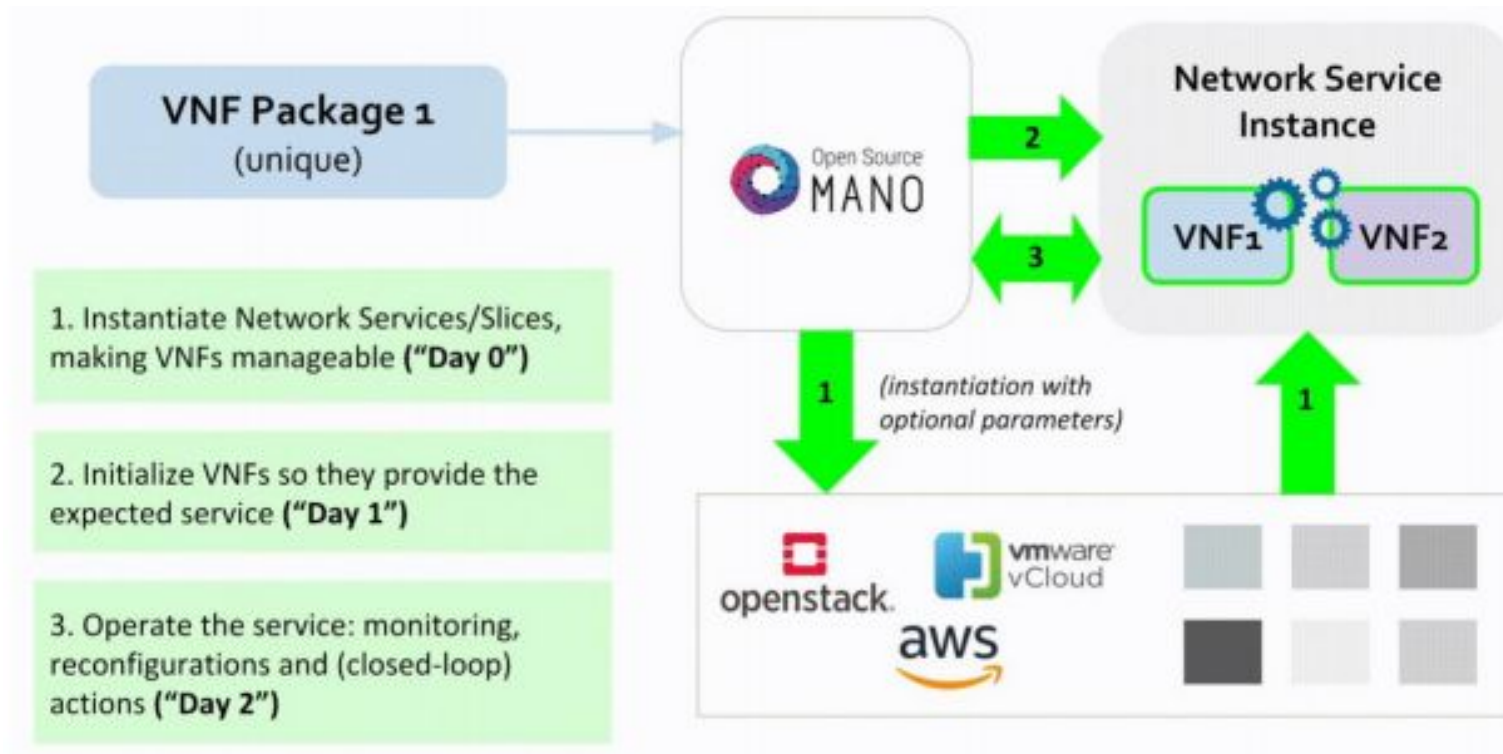 VNF Package 1
(unique)
Open Source
MANO
2
3
Network Service
Instance
VNF1
VNF2
1. Instantiate Network Services/Slices,
making VNFs manageable (“Day 0”)
2. Initialize VNFs so they provide the
expected service (“Day 1”)
3. Operate the service: monitoring,
reconfigurations and (closed-loop)
actions (“Day 2”)
1
(instantiation with
optional parameters)
1
openstack.
vmware
vCloud
aws